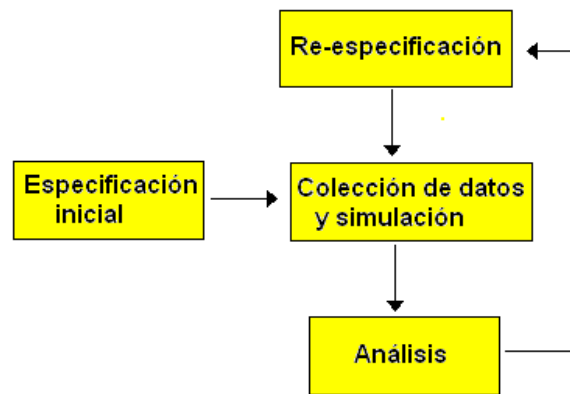 Re-especificación
Especificación
inicial
Colección de datos
y simulación
Análisis